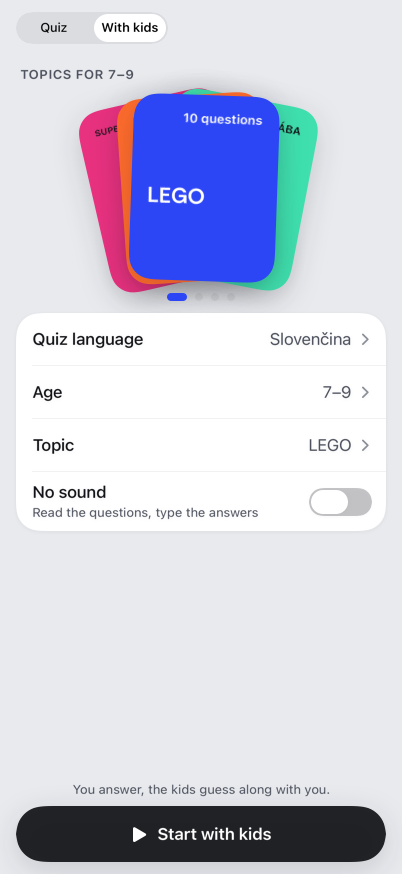 Quiz
With kids
TOPICS FOR 7–9
10 questions
LEGO
Quiz language
Slovenčina
Age
7–9
Topic
LEGO
No sound
Read the questions, type the answers
You answer, the kids guess along with you.
Start with kids